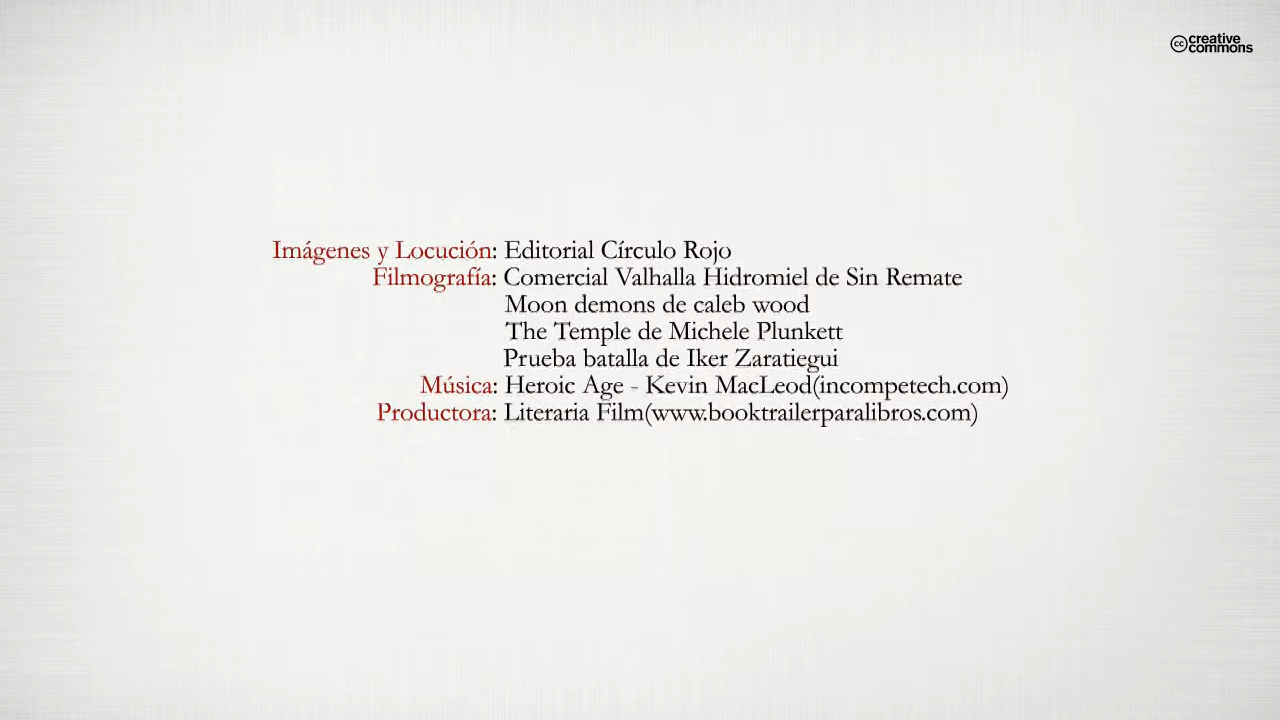 creative
commons
Imágenes y Locución: Editorial Círculo Rojo
Filmografía: Comercial Valhalla Hidromiel de Sin Remate
Moon demons de caleb wood
The Temple de Michele Plunkett
Prueba batalla de Iker Zaratiegui
Música: Heroic Age - Kevin MacLeod(incompetech.com)
Productora: Literaria Film(www.booktrailerparalibros.com)